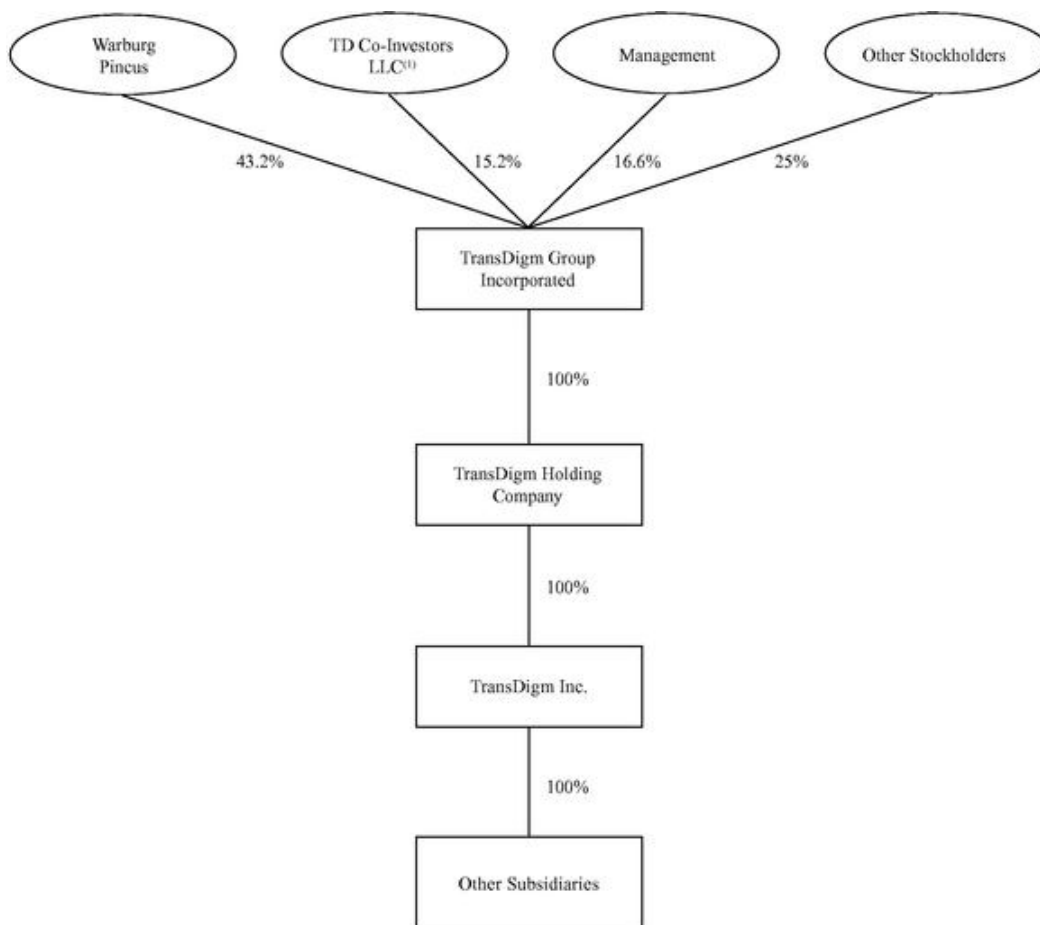 Warburg
Pincus
TD Co-Investors
LLC(1)
Management
Other Stockholders
43.2%
15.2%
16.6%
25%
TransDigm Group
Incorporated
100%
TransDigm Holding
Company
100%
TransDigm Inc.
100%
Other Subsidiaries